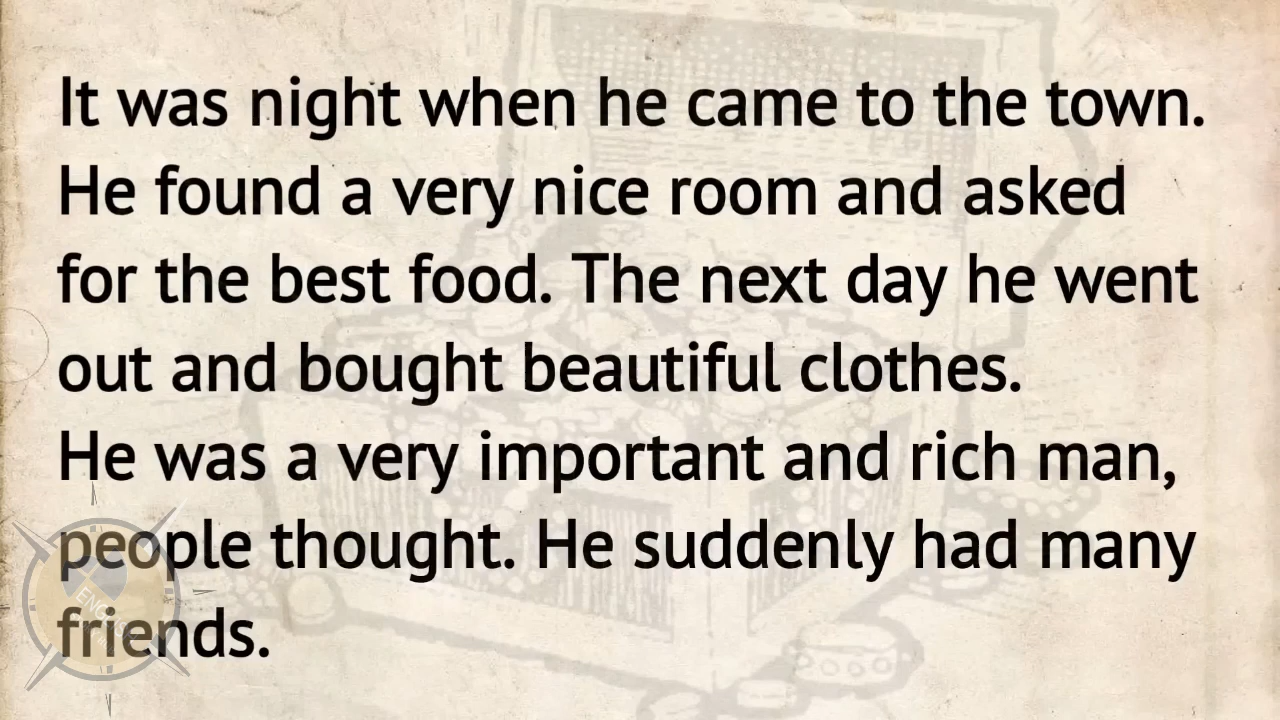 It was night when he came to the town.
He found a very nice room and asked
for the best food. The next day he went
out and bought beautiful clothes.
He was a very important and rich man,
people thought. He suddenly had many
friends.